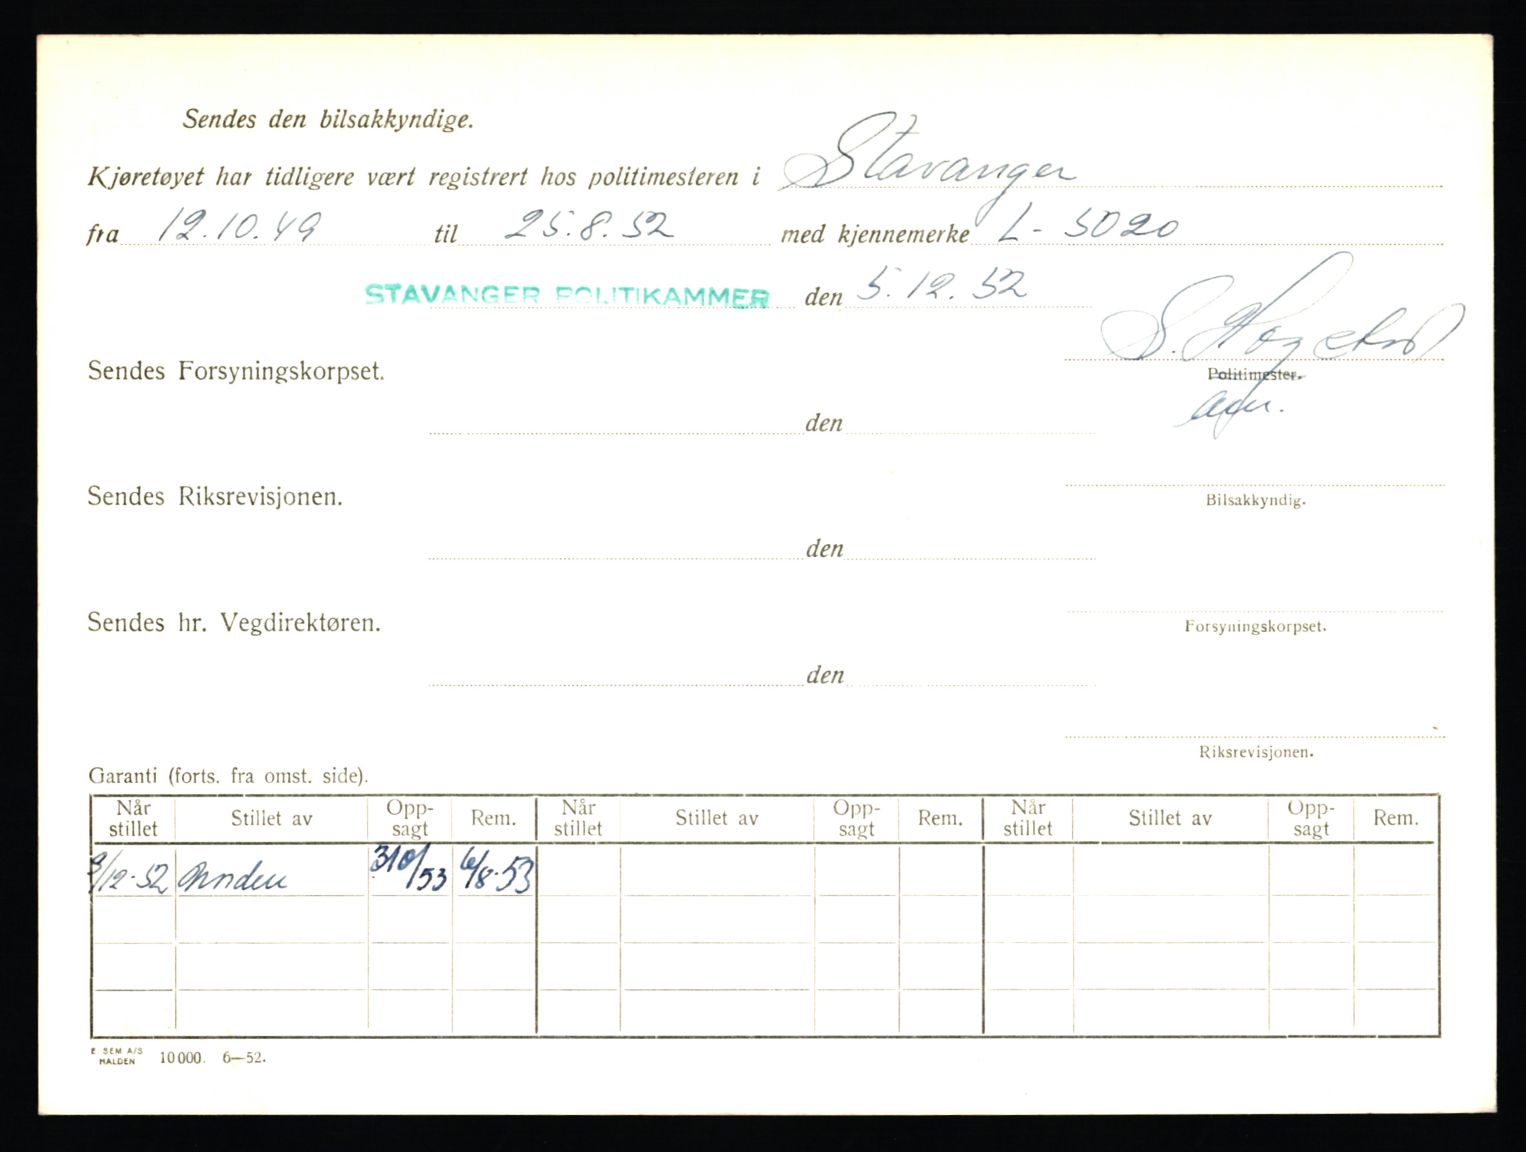 Sendes den bilsakkyndige.
Kjøretøyet har tidligere vært registrert hos politimesteren i Stavanger
fra 12.10.49 til 25.8.52 med kjennemerke L - 5020
STAVANGER POLITIKAMMER den 5.12.52
Sendes Forsyningskorpset.
Politimester.
den
Sendes Riksrevisjonen.
Bilsakkyndig.
den
Sendes hr. Vegdirektøren.
Forsyningskorpset.
den
Riksrevisjonen.
Garanti (forts. fra omst. side).
Når stillet Stillet av Opp-sagt Rem. Når stillet Stillet av Opp-sagt Rem. Når stillet Stillet av Opp-sagt Rem.
9/12-52 6/8-53
E SEM A/S
HALDEN 10 000. 6—52.